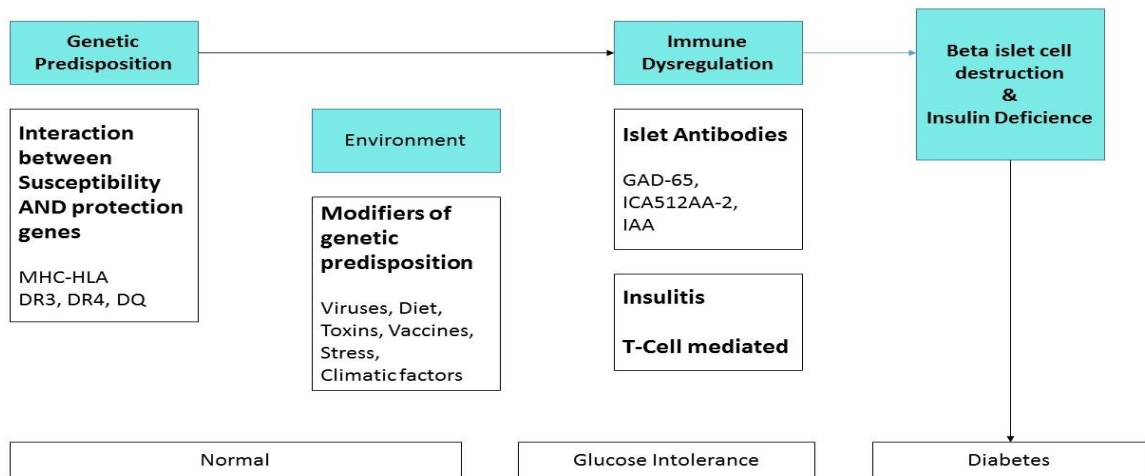 Genetic
Predisposition
Immune
Dysregulation
Beta islet cell
destruction
&
Insulin Deficience
Interaction
between
Susceptibility
AND protection
genes
MHC-HLA
DR3, DR4, DQ
Environment
Modifiers of
genetic
predisposition
Viruses, Diet,
Toxins, Vaccines,
Stress,
Climatic factors
Islet Antibodies
GAD-65,
ICA512AA-2,
IAA
Insulitis
T-Cell mediated
Normal
Glucose Intolerance
Diabetes